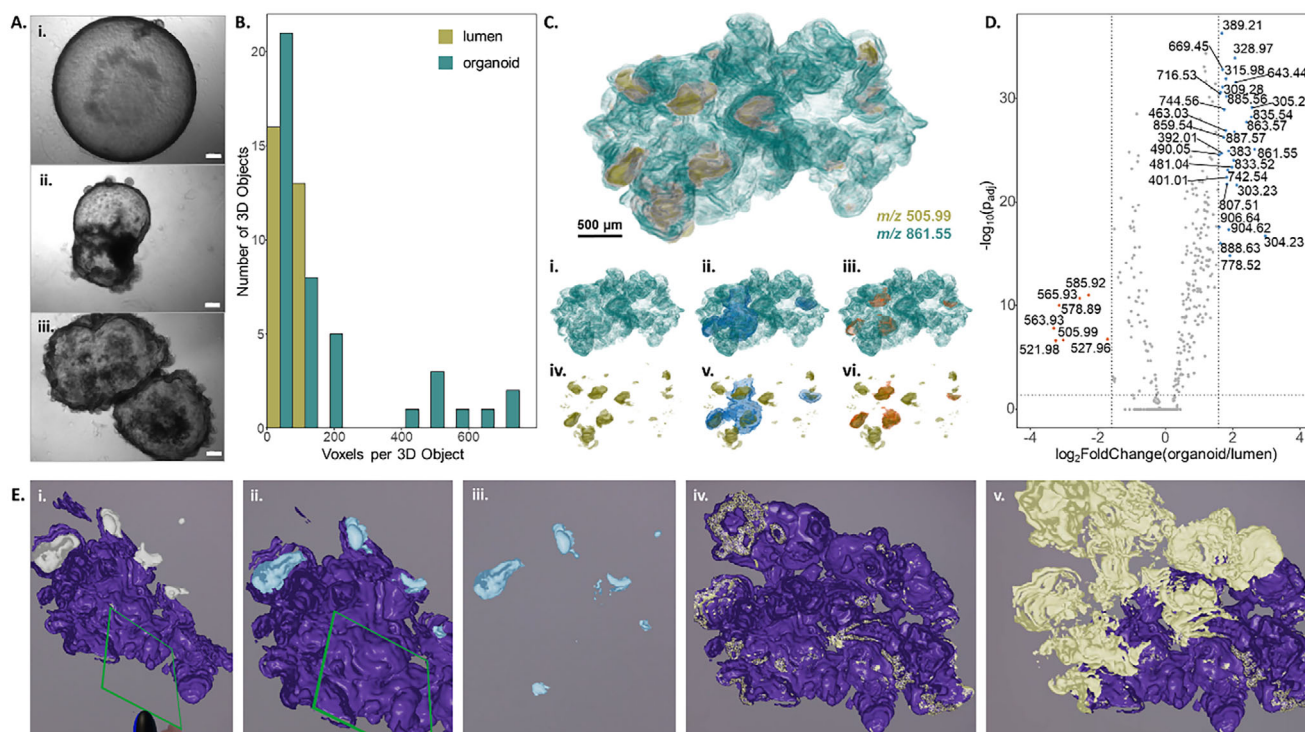 A.
i.
ii.
iii.
B.
20
15
10
5
0
Number of 3D Objects
lumen
organoid
0
200
400
600
800
Voxels per 3D Object
C.
500 µm
m/z 505.99
m/z 861.55
i.
ii.
iii.
iv.
v.
vi.
D.
30
20
10
0
-log10(padj)
389.21
669.45
328.97
315.98
643.44
716.53
309.28
885.56
305.2
744.56
835.54
463.03
863.57
859.54
887.57
392.01
383
861.55
490.05
833.52
481.04
742.54
401.01
303.23
807.51
906.64
904.62
304.23
888.63
778.52
585.92
565.93
578.89
563.93
505.99
521.98
527.96
-4
-2
0
2
4
log2FoldChange(organoid/lumen)
E.
i.
ii.
iii.
iv.
v.